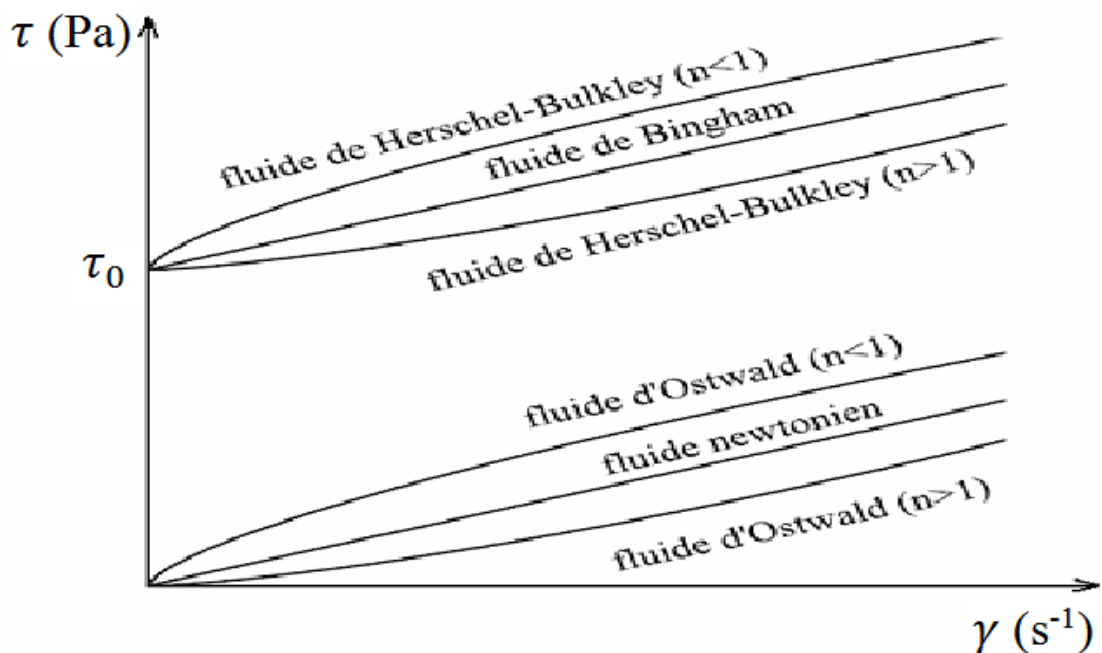 τ (Pa)
fluide de Herschel-Bulkley (n<1)
fluide de Bingham
fluide de Herschel-Bulkley (n>1)
τ₀
fluide d'Ostwald (n<1)
fluide newtonien
fluide d'Ostwald (n>1)
γ (s⁻¹)